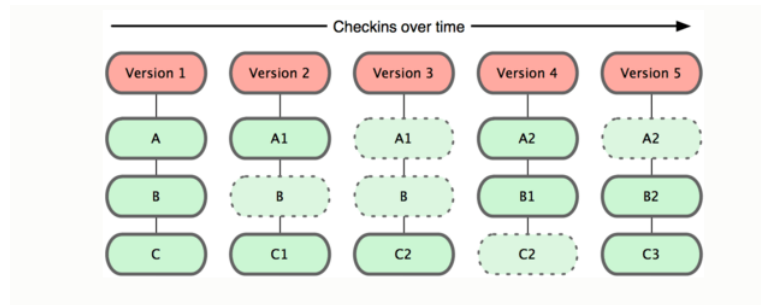 Checkins over time
Version 1 Version 2 Version 3 Version 4 Version 5
A A1 A1 A2 A2
B B B B1 B2
C C1 C2 C2 C3